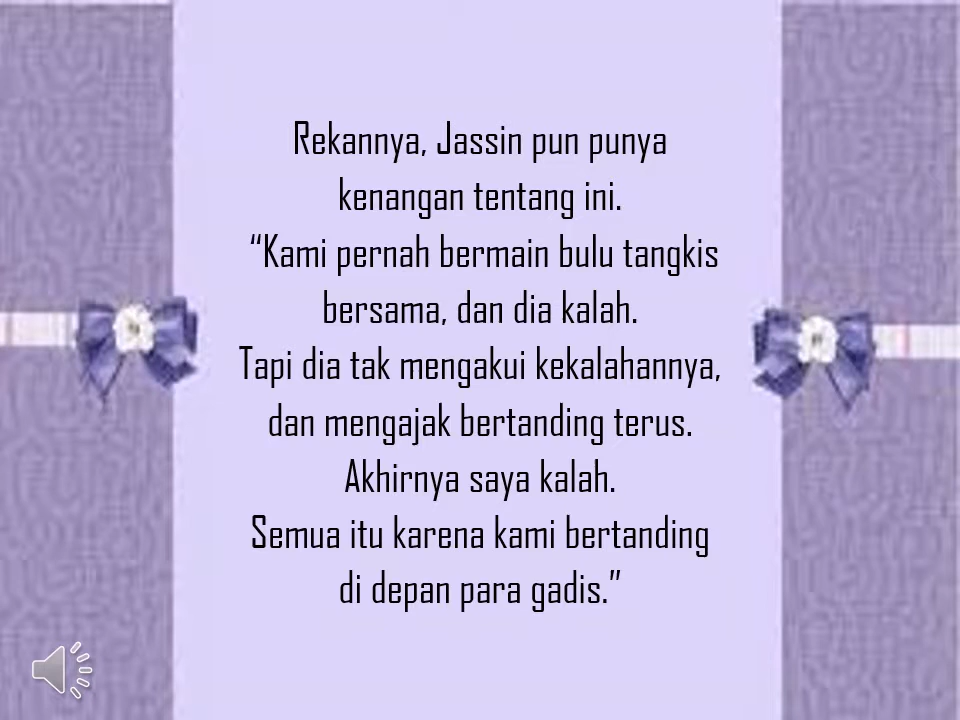 Rekannya, Jassin pun punya
kenangan tentang ini.
“Kami pernah bermain bulu tangkis
bersama, dan dia kalah.
Tapi dia tak mengakui kekalahannya,
dan mengajak bertanding terus.
Akhirnya saya kalah.
Semua itu karena kami bertanding
di depan para gadis.”